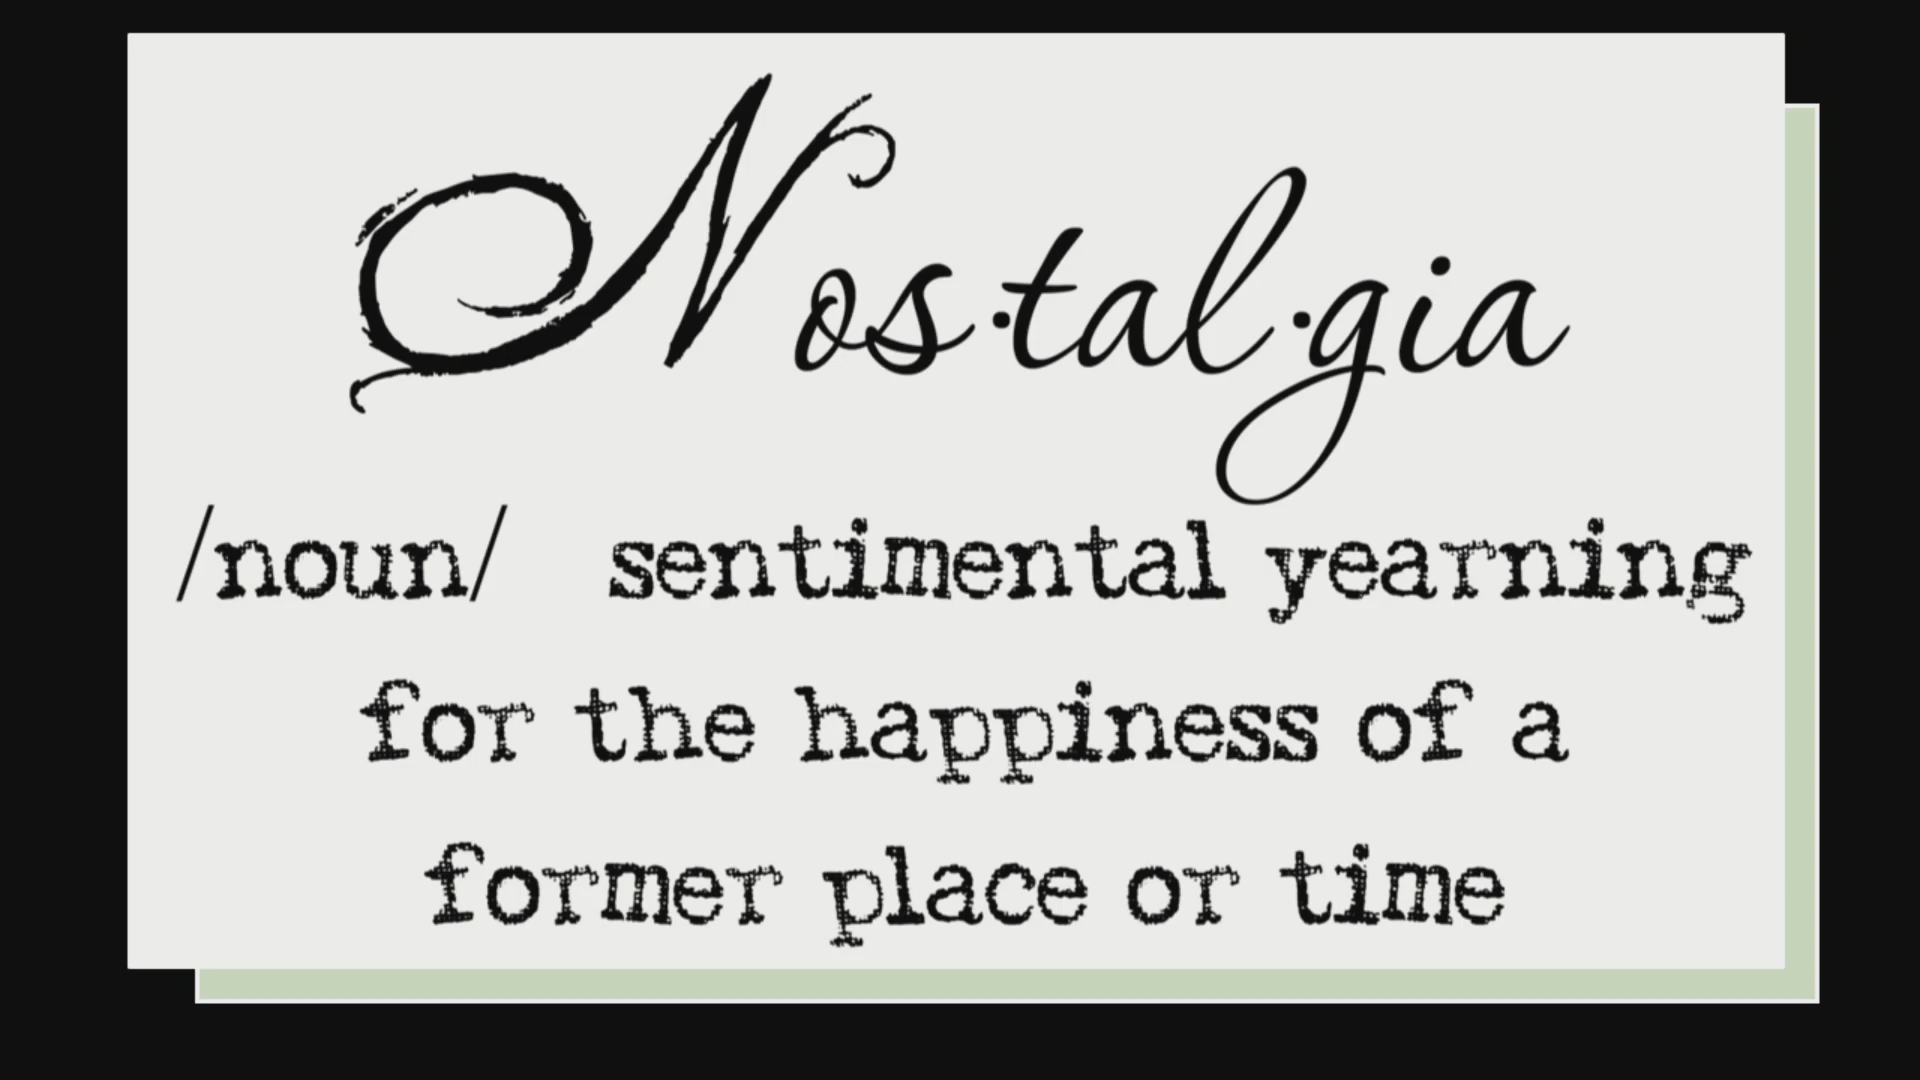 Nos·tal·gia
/noun/ sentimental yearning
for the happiness of a
former place or time